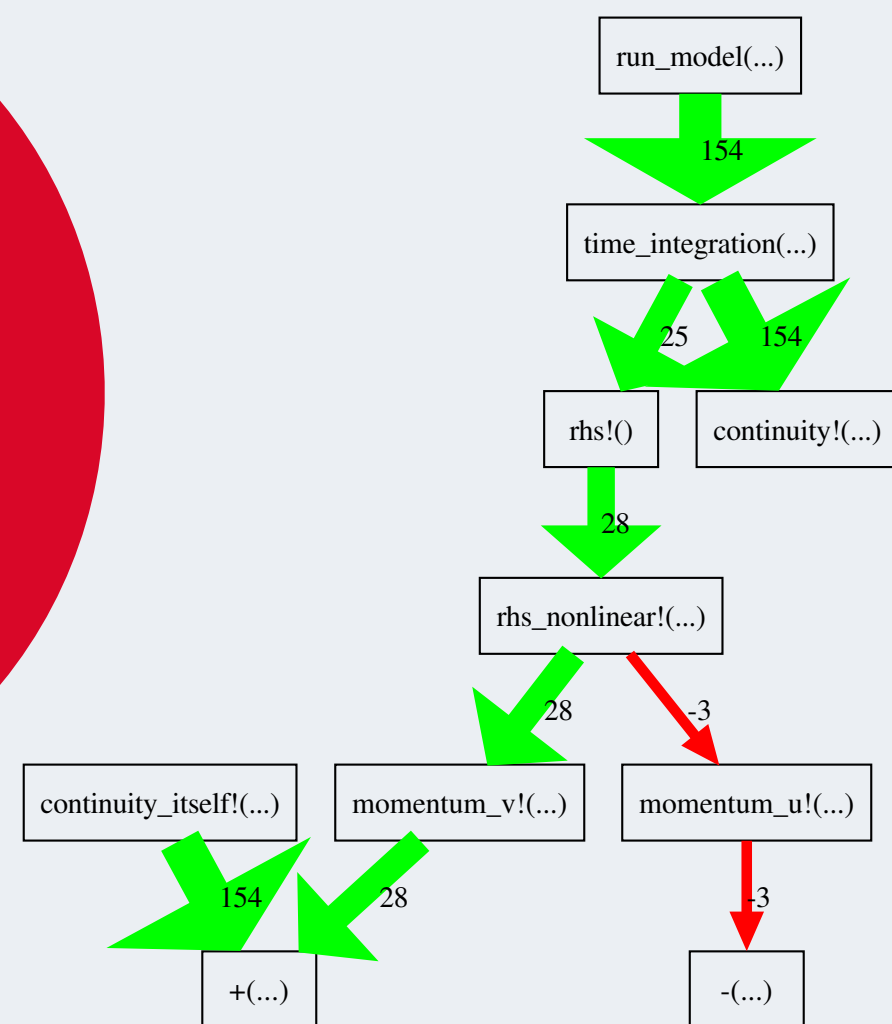 run_model(...)
154
time_integration(...)
25
154
rhs!()
continuity!(...)
28
rhs_nonlinear!(...)
28
-3
continuity_itself!(...)
momentum_v!(...)
momentum_u!(...)
154
28
-3
+(...)
-(...)